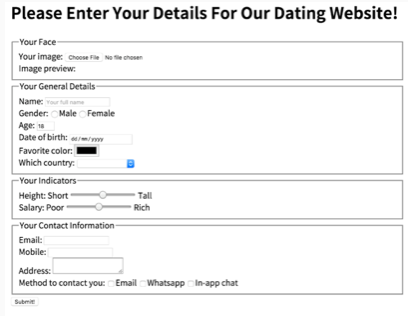 Please Enter Your Details For Our Dating Website!
Your Face
Your image: Choose File No file chosen
Image preview:
Your General Details
Name: Your full name
Gender: Male Female
Age: 18
Date of birth: dd/mm/yyyy
Favorite color:
Which country:
Your Indicators
Height: Short Tall
Salary: Poor Rich
Your Contact Information
Email:
Mobile:
Address:
Method to contact you: Email Whatsapp In-app chat
Submit!